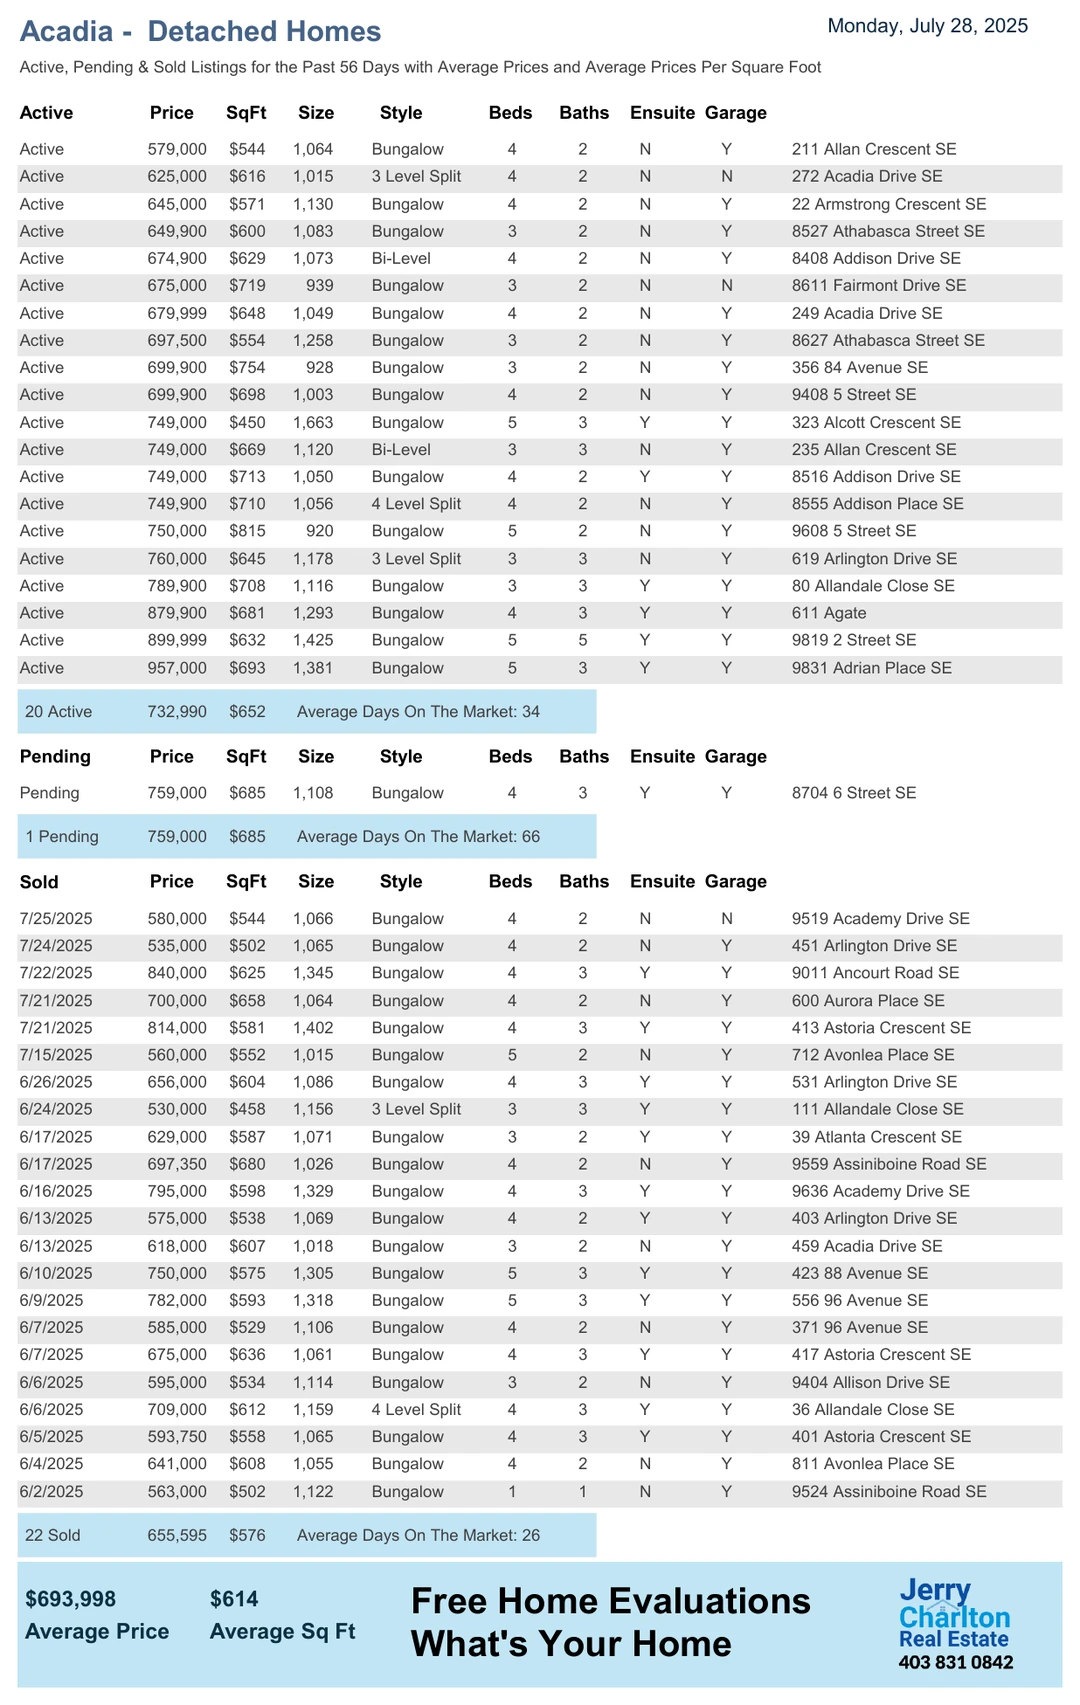 Acadia - Detached Homes
Monday, July 28, 2025
Active, Pending & Sold Listings for the Past 56 Days with Average Prices and Average Prices Per Square Foot
Active Price SqFt Size Style Beds Baths Ensuite Garage
Active 579,000 $544 1,064 Bungalow 4 2 N Y 211 Allan Crescent SE
Active 625,000 $616 1,015 3 Level Split 4 2 N N 272 Acadia Drive SE
Active 645,000 $571 1,130 Bungalow 4 2 N Y 22 Armstrong Crescent SE
Active 649,900 $600 1,083 Bungalow 3 2 N Y 8527 Athabasca Street SE
Active 674,900 $629 1,073 Bi-Level 4 2 N Y 8408 Addison Drive SE
Active 675,000 $719 939 Bungalow 3 2 N N 8611 Fairmont Drive SE
Active 679,999 $648 1,049 Bungalow 4 2 N Y 249 Acadia Drive SE
Active 697,500 $554 1,258 Bungalow 3 2 N Y 8627 Athabasca Street SE
Active 699,900 $754 928 Bungalow 3 2 N Y 356 84 Avenue SE
Active 699,900 $698 1,003 Bungalow 4 2 N Y 9408 5 Street SE
Active 749,000 $450 1,663 Bungalow 5 3 Y Y 323 Alcott Crescent SE
Active 749,000 $669 1,120 Bi-Level 3 3 N Y 235 Allan Crescent SE
Active 749,000 $713 1,050 Bungalow 4 2 Y Y 8516 Addison Drive SE
Active 749,900 $710 1,056 4 Level Split 4 2 N Y 8555 Addison Place SE
Active 750,000 $815 920 Bungalow 5 2 N Y 9608 5 Street SE
Active 760,000 $645 1,178 3 Level Split 3 3 N Y 619 Arlington Drive SE
Active 789,900 $708 1,116 Bungalow 3 3 Y Y 80 Allandale Close SE
Active 879,900 $681 1,293 Bungalow 4 3 Y Y 611 Agate
Active 899,999 $632 1,425 Bungalow 5 5 Y Y 9819 2 Street SE
Active 957,000 $693 1,381 Bungalow 5 3 Y Y 9831 Adrian Place SE
20 Active 732,990 $652 Average Days On The Market: 34
Pending Price SqFt Size Style Beds Baths Ensuite Garage
Pending 759,000 $685 1,108 Bungalow 4 3 Y Y 8704 6 Street SE
1 Pending 759,000 $685 Average Days On The Market: 66
Sold Price SqFt Size Style Beds Baths Ensuite Garage
7/25/2025 580,000 $544 1,066 Bungalow 4 2 N N 9519 Academy Drive SE
7/24/2025 535,000 $502 1,065 Bungalow 4 2 N Y 451 Arlington Drive SE
7/22/2025 840,000 $625 1,345 Bungalow 4 3 Y Y 9011 Ancourt Road SE
7/21/2025 700,000 $658 1,064 Bungalow 4 2 N Y 600 Aurora Place SE
7/21/2025 814,000 $581 1,402 Bungalow 4 3 Y Y 413 Astoria Crescent SE
7/15/2025 560,000 $552 1,015 Bungalow 5 2 N Y 712 Avonlea Place SE
6/26/2025 656,000 $604 1,086 Bungalow 4 3 Y Y 531 Arlington Drive SE
6/24/2025 530,000 $458 1,156 3 Level Split 3 3 Y Y 111 Allandale Close SE
6/17/2025 629,000 $587 1,071 Bungalow 3 2 Y Y 39 Atlanta Crescent SE
6/17/2025 697,350 $680 1,026 Bungalow 4 2 N Y 9559 Assiniboine Road SE
6/16/2025 795,000 $598 1,329 Bungalow 4 3 Y Y 9636 Academy Drive SE
6/13/2025 575,000 $538 1,069 Bungalow 4 2 Y Y 403 Arlington Drive SE
6/13/2025 618,000 $607 1,018 Bungalow 3 2 N Y 459 Acadia Drive SE
6/10/2025 750,000 $575 1,305 Bungalow 5 3 Y Y 423 88 Avenue SE
6/9/2025 782,000 $593 1,318 Bungalow 5 3 Y Y 556 96 Avenue SE
6/7/2025 585,000 $529 1,106 Bungalow 4 2 N Y 371 96 Avenue SE
6/7/2025 675,000 $636 1,061 Bungalow 4 3 Y Y 417 Astoria Crescent SE
6/6/2025 595,000 $534 1,114 Bungalow 3 2 N Y 9404 Allison Drive SE
6/6/2025 709,000 $612 1,159 4 Level Split 4 3 Y Y 36 Allandale Close SE
6/5/2025 593,750 $558 1,065 Bungalow 4 3 Y Y 401 Astoria Crescent SE
6/4/2025 641,000 $608 1,055 Bungalow 4 2 N Y 811 Avonlea Place SE
6/2/2025 563,000 $502 1,122 Bungalow 1 1 N Y 9524 Assiniboine Road SE
22 Sold 655,595 $576 Average Days On The Market: 26
$693,998 $614
Average Price Average Sq Ft
Free Home Evaluations
What's Your Home
Jerry
Charlton
Real Estate
403 831 0842